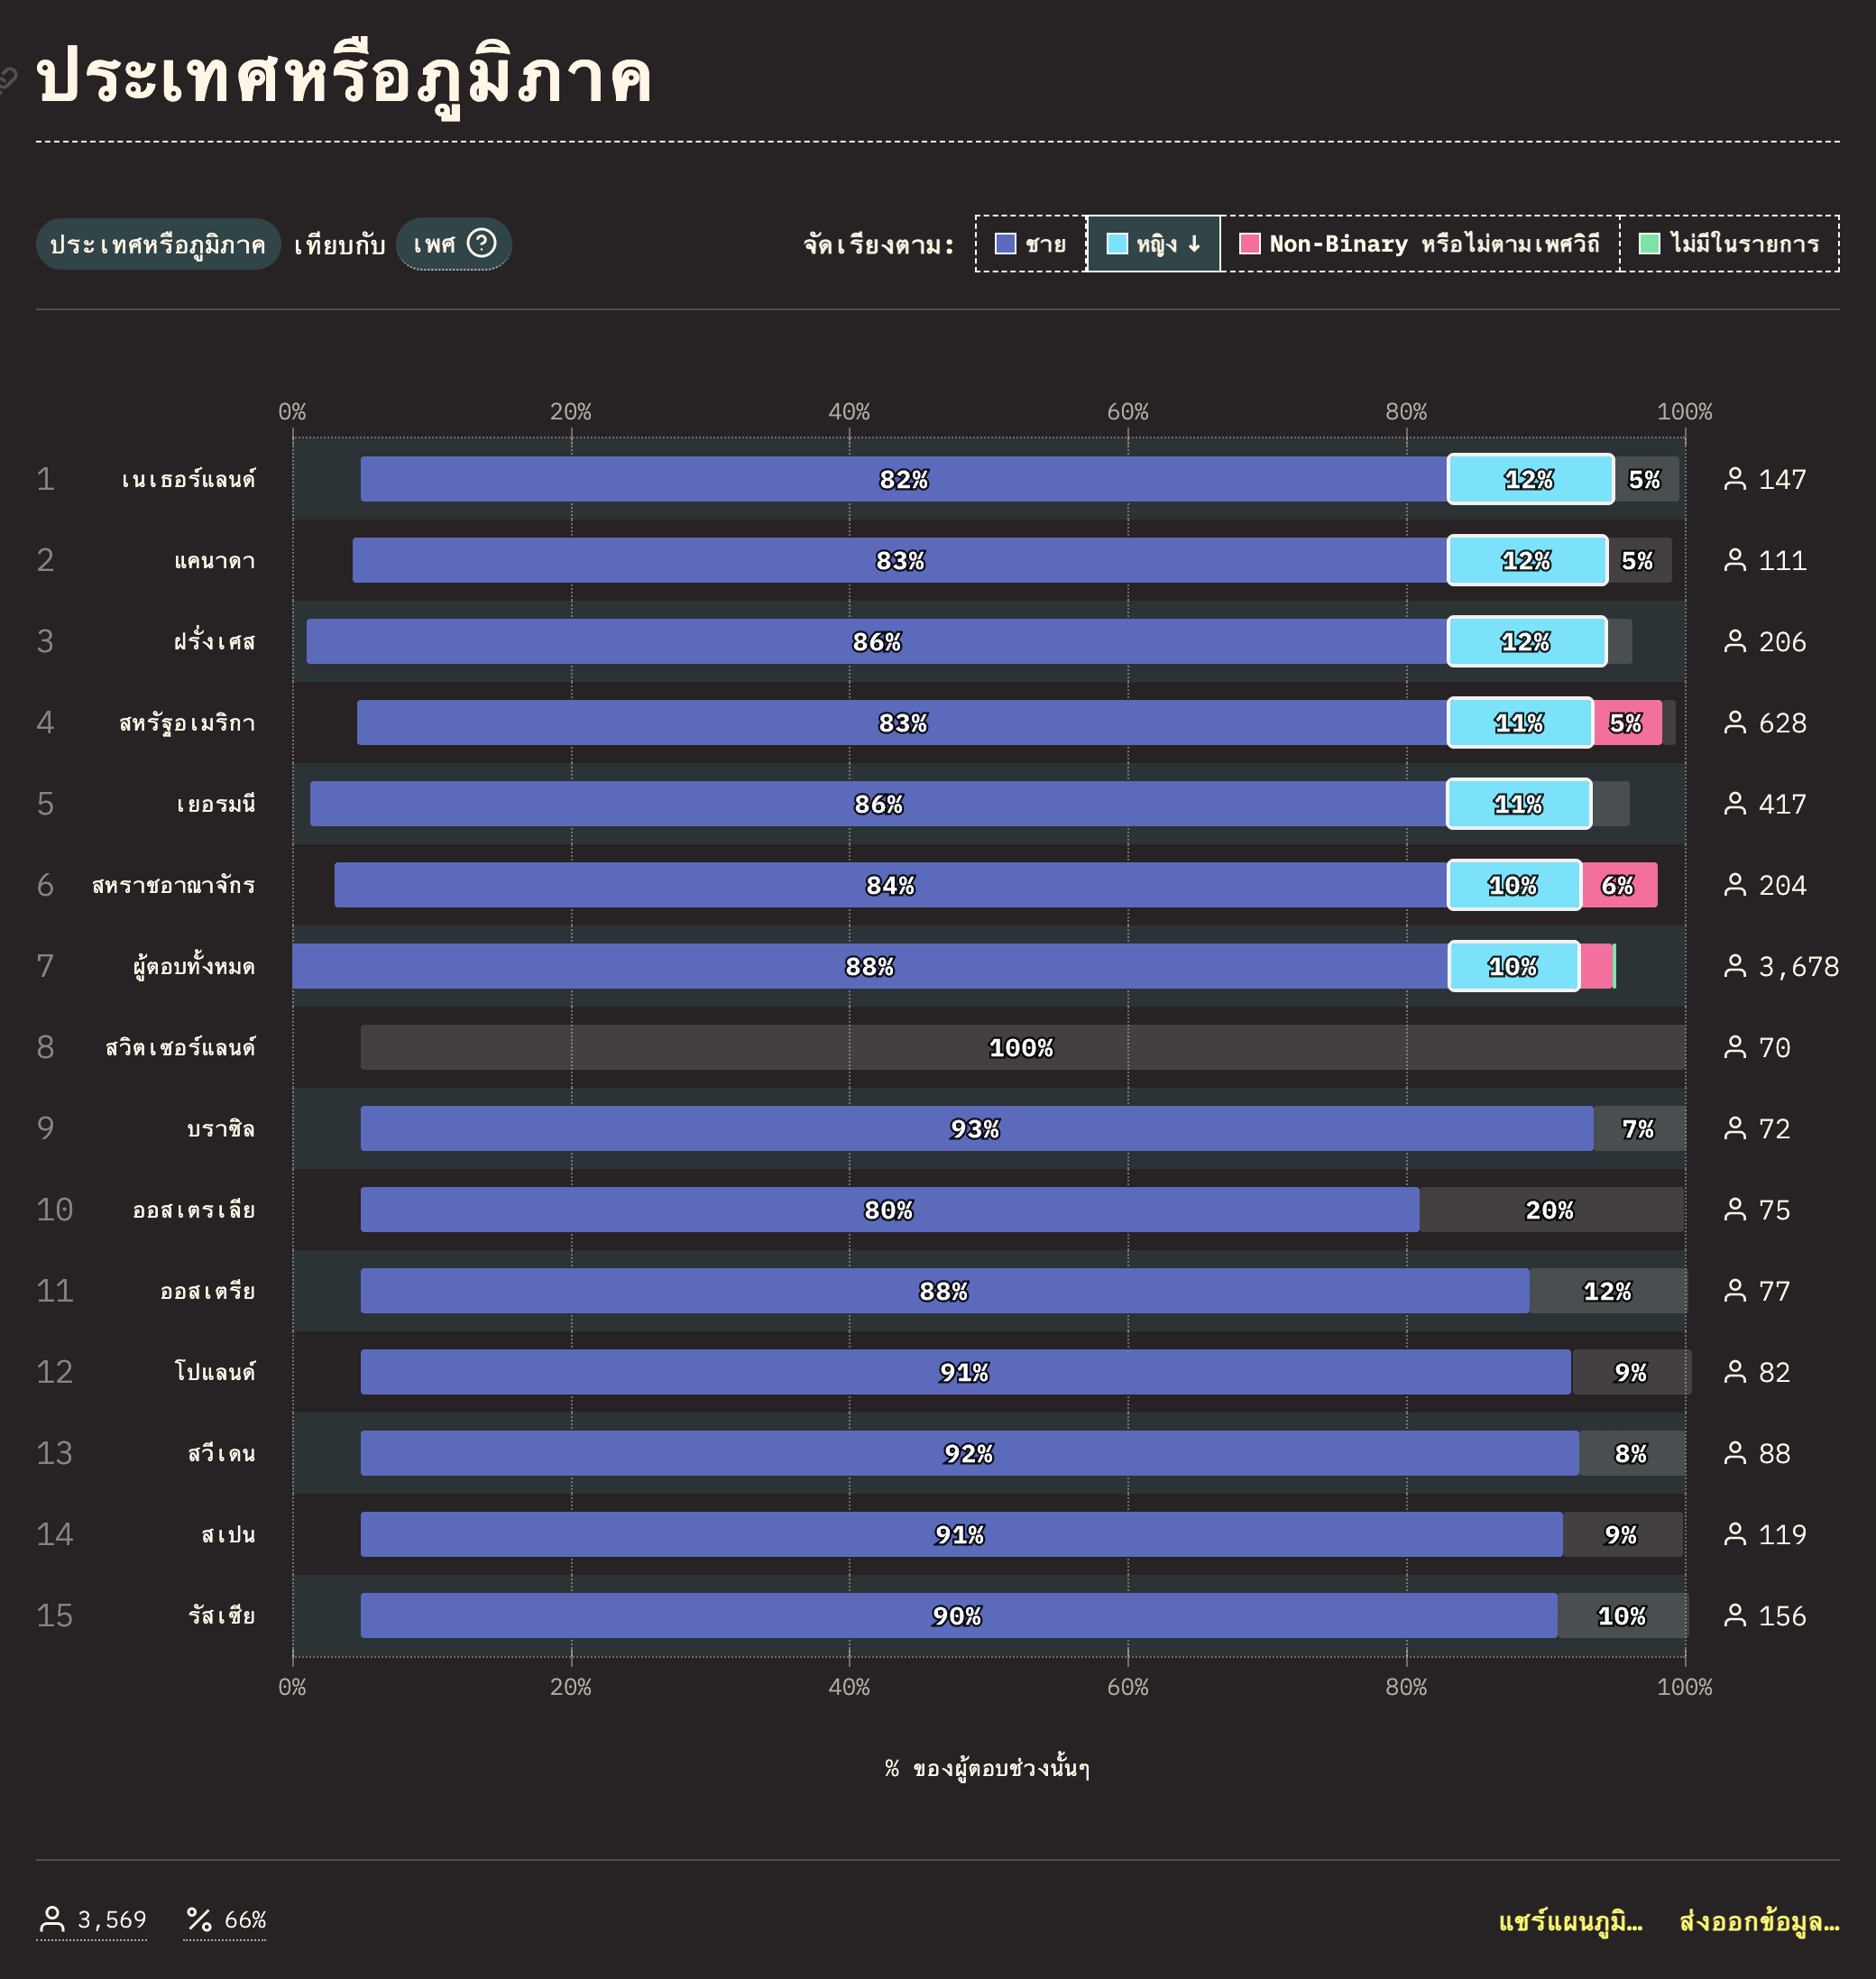 ประเทศหรือภูมิภาค
ประเทศหรือภูมิภาค เทียบกับ เพศ ?
จัดเรียงตาม: ชาย หญิง ↓ Non-Binary หรือไม่ตามเพศวิถี ไม่มีในรายการ
0% 20% 40% 60% 80% 100%
1 เนเธอร์แลนด์ 82% 12% 5% 147
2 แคนาดา 83% 12% 5% 111
3 ฝรั่งเศส 86% 12% 206
4 สหรัฐอเมริกา 83% 11% 5% 628
5 เยอรมนี 86% 11% 417
6 สหราชอาณาจักร 84% 10% 6% 204
7 ผู้ตอบทั้งหมด 88% 10% 3,678
8 สวิตเซอร์แลนด์ 100% 70
9 บราซิล 93% 7% 72
10 ออสเตรเลีย 80% 20% 75
11 ออสเตรีย 88% 12% 77
12 โปแลนด์ 91% 9% 82
13 สวีเดน 92% 8% 88
14 สเปน 91% 9% 119
15 รัสเซีย 90% 10% 156
0% 20% 40% 60% 80% 100%
% ของผู้ตอบช่วงนั้นๆ
3,569 66% แชร์แผนภูมิ… ส่งออกข้อมูล…